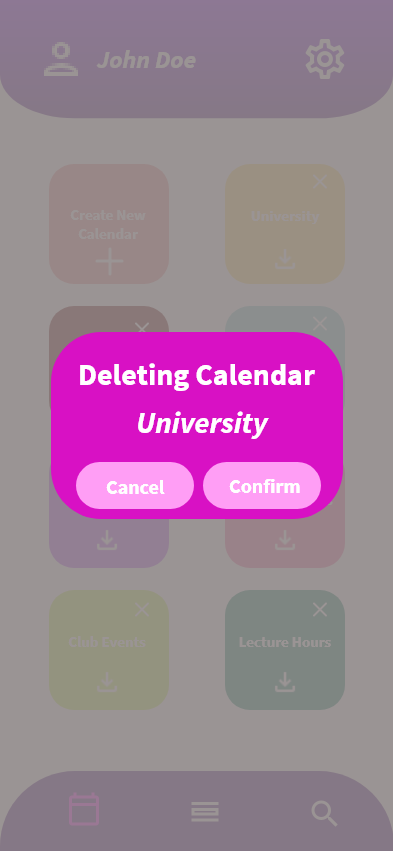 John Doe
Create New
Calendar
University
Deleting Calendar
University
Cancel
Confirm
Club Events
Lecture Hours